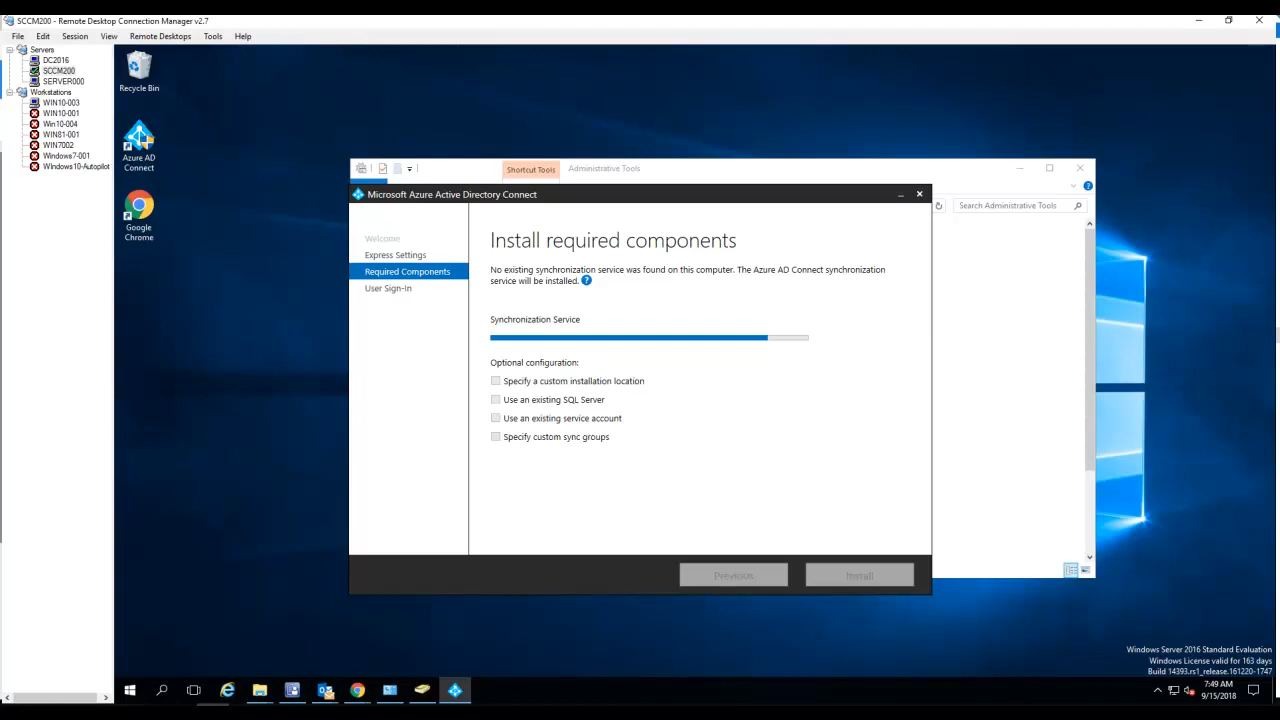 SCCM200 - Remote Desktop Connection Manager v2.7
File Edit Session View Remote Desktops Tools Help
Servers
DC2016
SCCM200
SERVER000
Workstations
WIN10-003
WIN10-001
Win10-004
WIN81-001
WIN7002
Windows7-001
Windows10-Autopilot
Recycle Bin
Azure AD
Connect
Google
Chrome
Shortcut Tools Administrative Tools
Search Administrative Tools
Microsoft Azure Active Directory Connect
Welcome
Express Settings
Required Components
User Sign-In
Install required components
No existing synchronization service was found on this computer. The Azure AD Connect synchronization
service will be installed. ?
Synchronization Service
Optional configuration:
Specify a custom installation location
Use an existing SQL Server
Use an existing service account
Specify custom sync groups
Previous Install
Windows Server 2016 Standard Evaluation
Windows License valid for 163 days
Build 14393.rs1_release.161220-1747
7:49 AM
9/15/2018